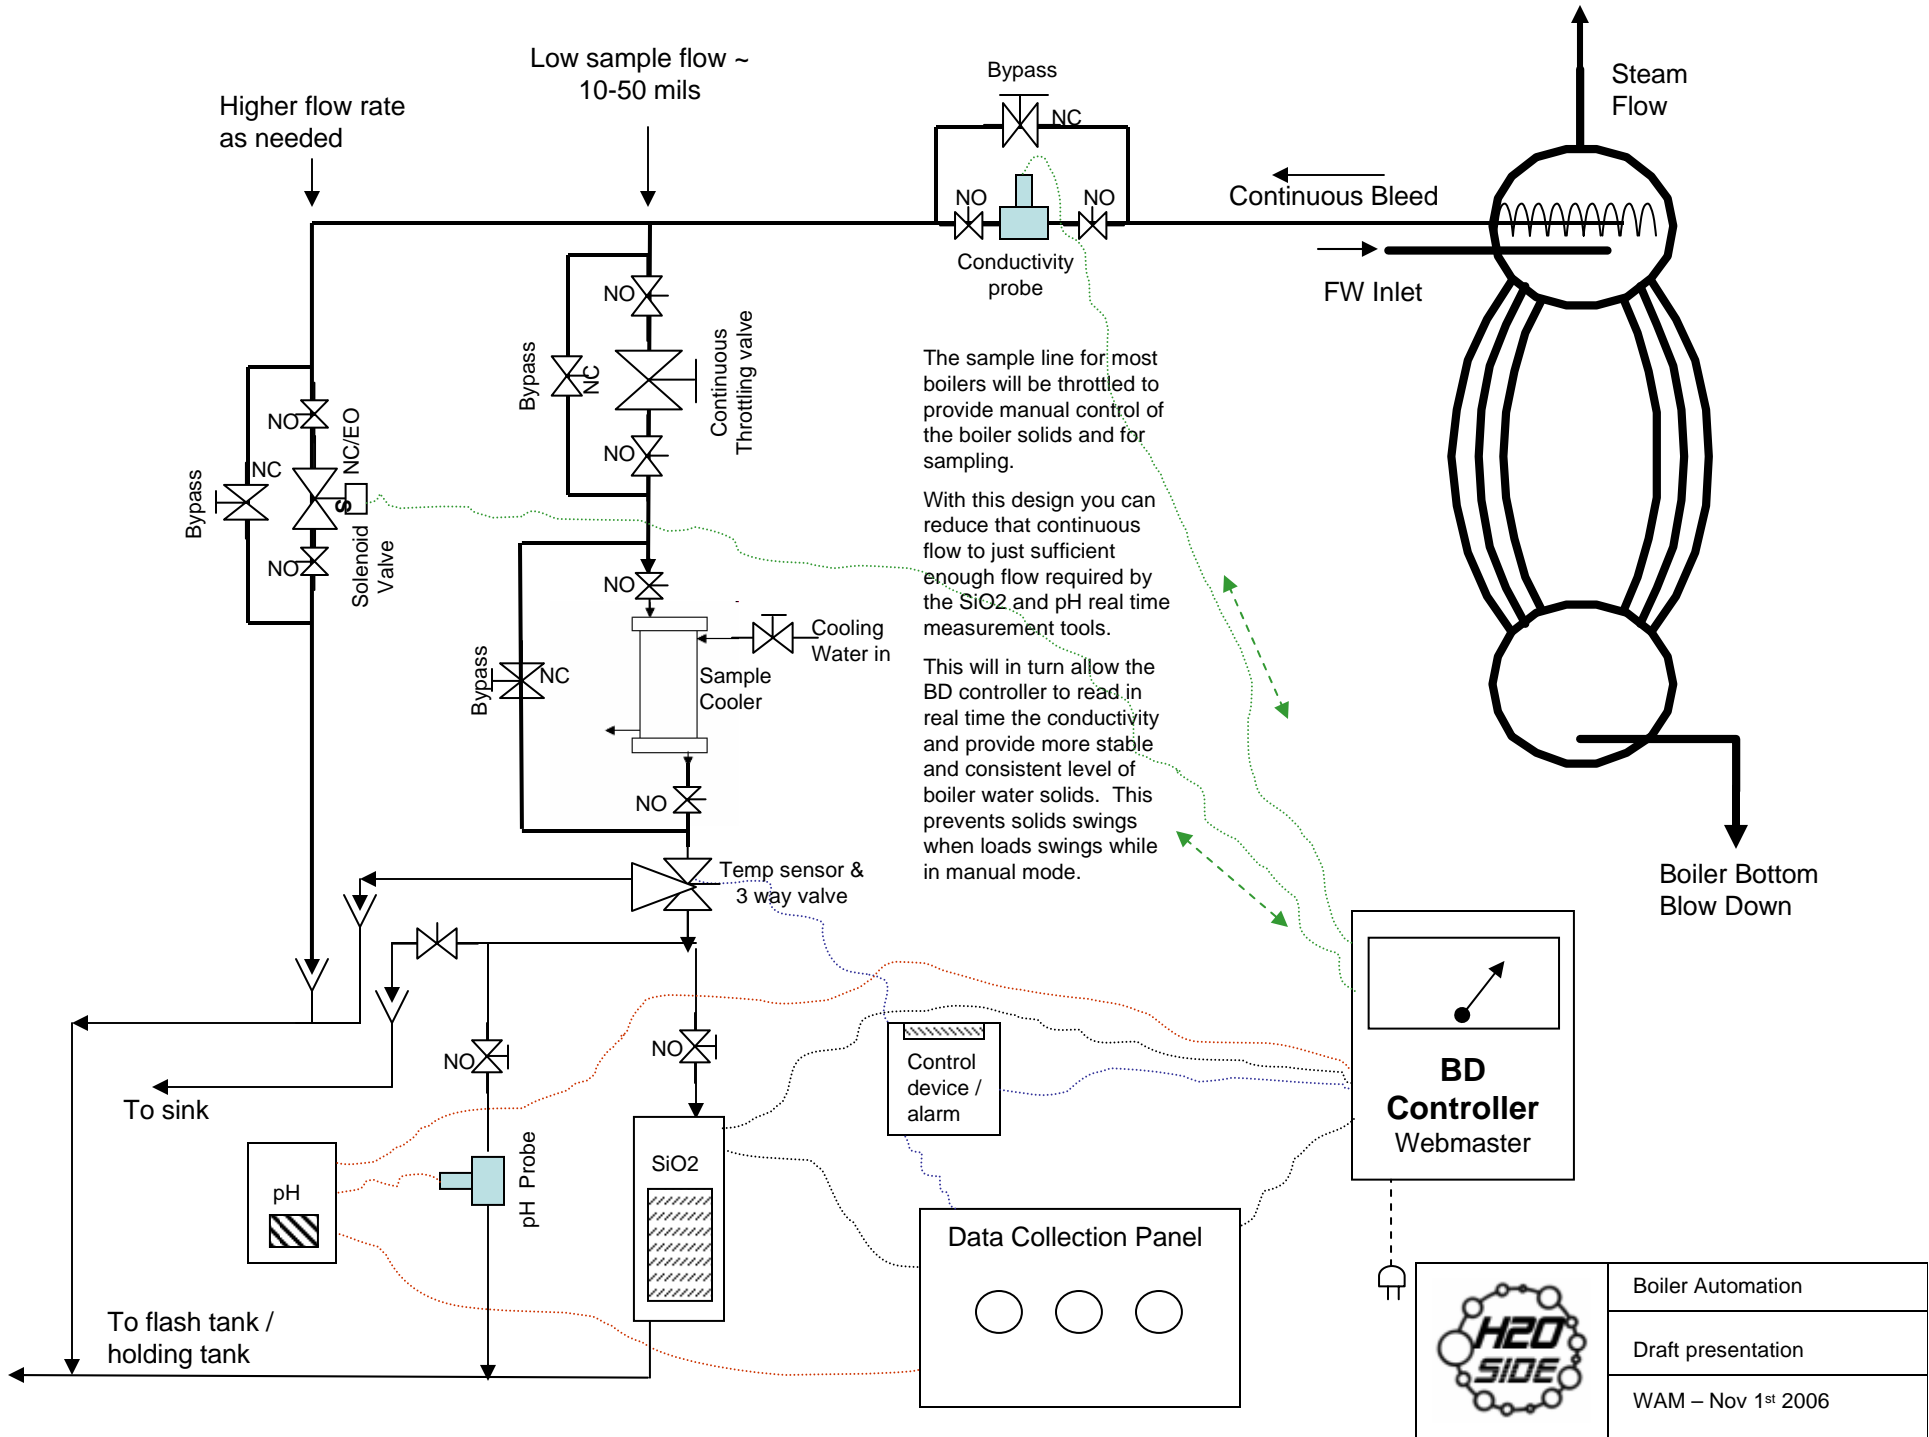 Low sample flow ~
10-50 mils
Higher flow rate
as needed
Bypass
NC
NO
NO
Conductivity
probe
Steam
Flow
Continuous Bleed
FW Inlet
NO
Bypass
NC
Continuous
Throttling valve
NO
NO
NC/EO
Bypass
NC
S
NO
Solenoid
Valve
The sample line for most
boilers will be throttled to
provide manual control of
the boiler solids and for
sampling.
With this design you can
reduce that continuous
flow to just sufficient
enough flow required by
the SiO2 and pH real time
measurement tools.
This will in turn allow the
BD controller to read in
real time the conductivity
and provide more stable
and consistent level of
boiler water solids. This
prevents solids swings
when loads swings while
in manual mode.
NO
Cooling
Water in
Bypass
NC
Sample
Cooler
NO
Temp sensor &
3 way valve
Boiler Bottom
Blow Down
NO
NO
To sink
Control
device /
alarm
BD
Controller
Webmaster
pH
pH Probe
SiO2
Data Collection Panel
To flash tank /
holding tank
H2O
SIDE
Boiler Automation
Draft presentation
WAM – Nov 1st 2006